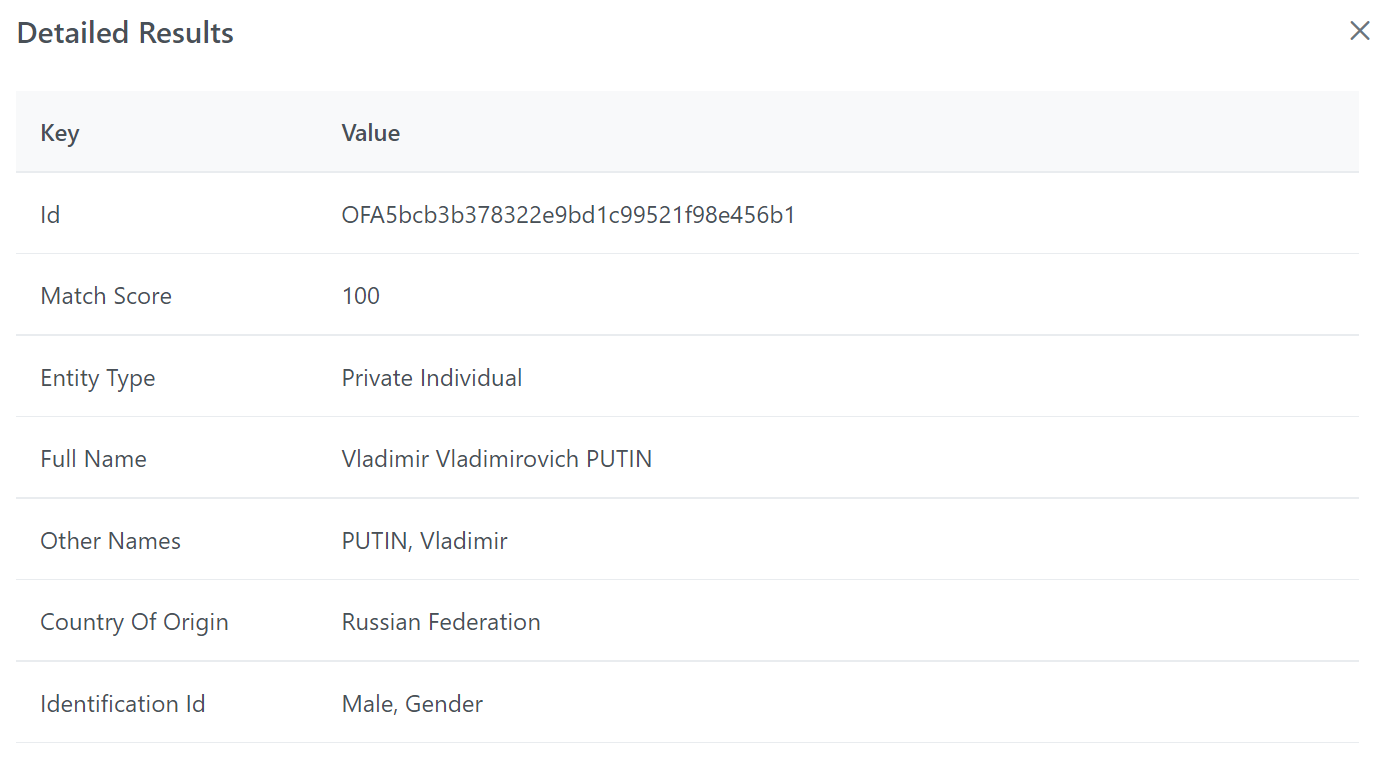 Detailed Results
Key Value
Id OFA5bcb3b378322e9bd1c99521f98e456b1
Match Score 100
Entity Type Private Individual
Full Name Vladimir Vladimirovich PUTIN
Other Names PUTIN, Vladimir
Country Of Origin Russian Federation
Identification Id Male, Gender